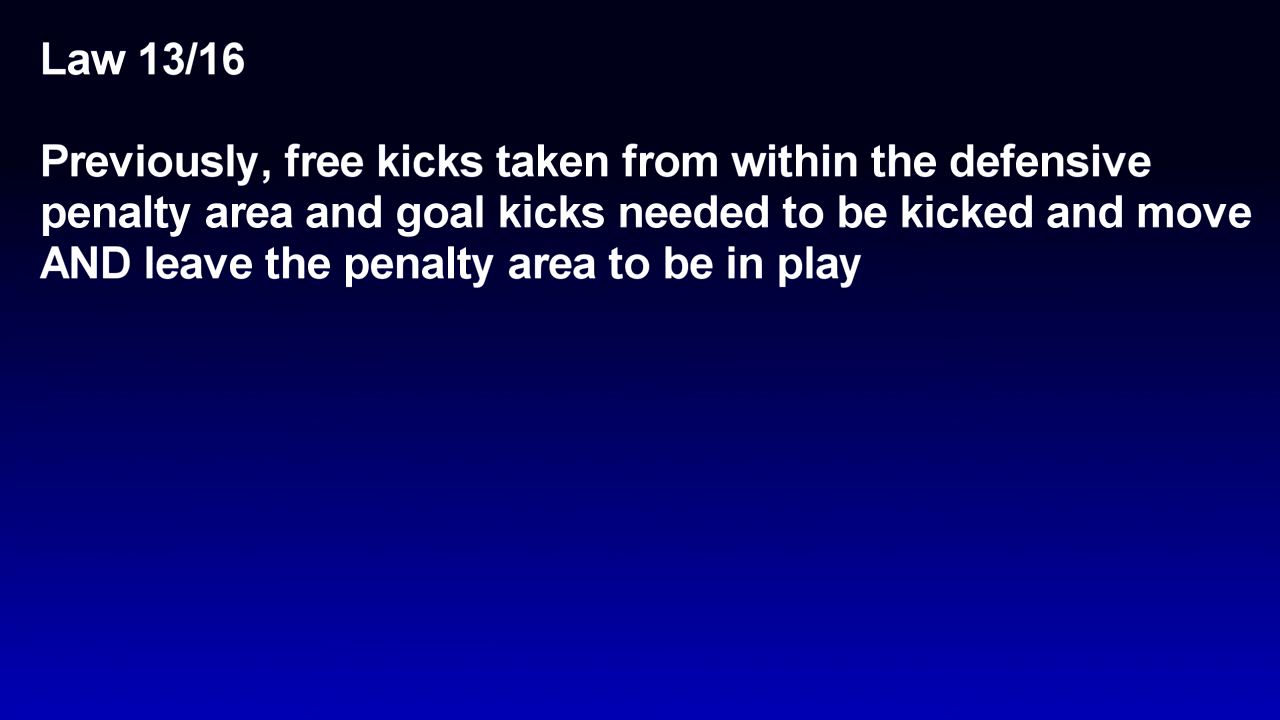 Law 13/16
Previously, free kicks taken from within the defensive
penalty area and goal kicks needed to be kicked and move
AND leave the penalty area to be in play